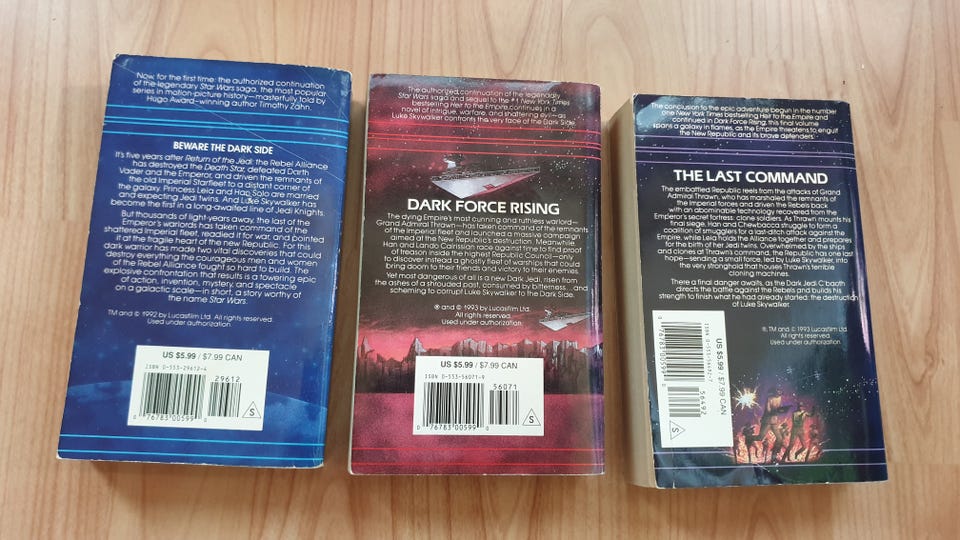 Now, for the first time: the authorized continuation
of the legendary Star Wars saga, the most popular
series in motion-picture history—masterfully told by
Hugo Award–winning author Timothy Zahn.
BEWARE THE DARK SIDE
It's five years after Return of the Jedi: the Rebel Alliance
has destroyed the Death Star, defeated Darth
Vader and the Emperor, and driven the remnants of
the old Imperial Starfleet to a distant corner of
the galaxy. Princess Leia and Han Solo are married
and expecting Jedi twins. And Luke Skywalker has
become the first in a long-awaited line of Jedi Knights.
But thousands of light-years away, the last of the
Emperor's warlords has taken command of the
shattered Imperial fleet, readied it for war, and pointed
it at the fragile heart of the new Republic. For this
dark warrior has made two vital discoveries that could
destroy everything the courageous men and women
of the Rebel Alliance fought so hard to build. The
explosive confrontation that results is a towering epic
of action, invention, mystery, and spectacle
on a galactic scale—in short, a story worthy of
the name Star Wars.
TM and © 1992 by Lucasfilm Ltd.
All rights reserved.
Used under authorization.
US $5.99 / $7.99 CAN
ISBN 0-553-29612-4
29612
0 76783 00599 0
S
The authorized continuation of the legendary
Star Wars saga and sequel to the #1 New York Times
bestselling Heir to the Empire continues in a
novel of intrigue, warfare, and shattering evil—as
Luke Skywalker confronts the very face of the Dark Side.
DARK FORCE RISING
The dying Empire's most cunning and ruthless warlord—
Grand Admiral Thrawn—has taken command of the remnants
of the Imperial fleet and launched a massive campaign
aimed at the New Republic's destruction. Meanwhile
Han and Lando Calrissian race against time to find proof
of treason inside the highest Republic Council—only
to discover instead a ghostly fleet of warships that could
bring doom to their friends and victory to their enemies.
Yet most dangerous of all is a new Dark Jedi, risen from
the ashes of a shrouded past, consumed by bitterness... and
scheming to corrupt Luke Skywalker to the Dark Side.
® and © 1993 by Lucasfilm Ltd.
All rights reserved.
Used under authorization.
US $5.99 / $7.99 CAN
ISBN 0-553-56071-9
56071
0 76783 00599 0
S
The conclusion to the epic adventure begun in the number
one New York Times bestselling Heir to the Empire and
continued in Dark Force Rising, this final volume
spans a galaxy in flames, as the Empire threatens to engulf
the New Republic and its brave defenders.
THE LAST COMMAND
The embattled Republic reels from the attacks of Grand
Admiral Thrawn, who has marshaled the remnants of
the Imperial forces and driven the Rebels back
with an abominable technology recovered from the
Emperor's secret fortress: clone soldiers. As Thrawn mounts his
final siege, Han and Chewbacca struggle to form a
coalition of smugglers for a last-ditch attack against the
Empire, while Leia holds the Alliance together and prepares
for the birth of her Jedi twins. Overwhelmed by the ships
and clones at Thrawn's command, the Republic has one last
hope—sending a small force, led by Luke Skywalker, into
the very stronghold that houses Thrawn's terrible
cloning machines.
There a final danger awaits, as the Dark Jedi C'baoth
directs the battle against the Rebels and builds his
strength to finish what he had already started: the destruction
of Luke Skywalker.
®, TM and © 1993 Lucasfilm Ltd.
All rights reserved.
Used under authorization.
US $5.99 / $7.99 CAN
ISBN 0-553-56492-7
56492
0 76783 00599 0
S